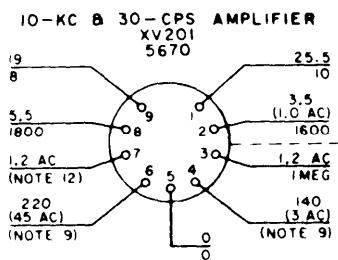 10-KC & 30-CPS AMPLIFIER
XV201
5670
19
8
25.5
10
5.5
1800
3.5
(1.0 AC)
1600
1.2 AC
(NOTE 12)
1.2 AC
1MEG
220
(45 AC)
(NOTE 9)
140
(3 AC)
(NOTE 9)
0
0
9
1
8
2
7
3
6
5
4